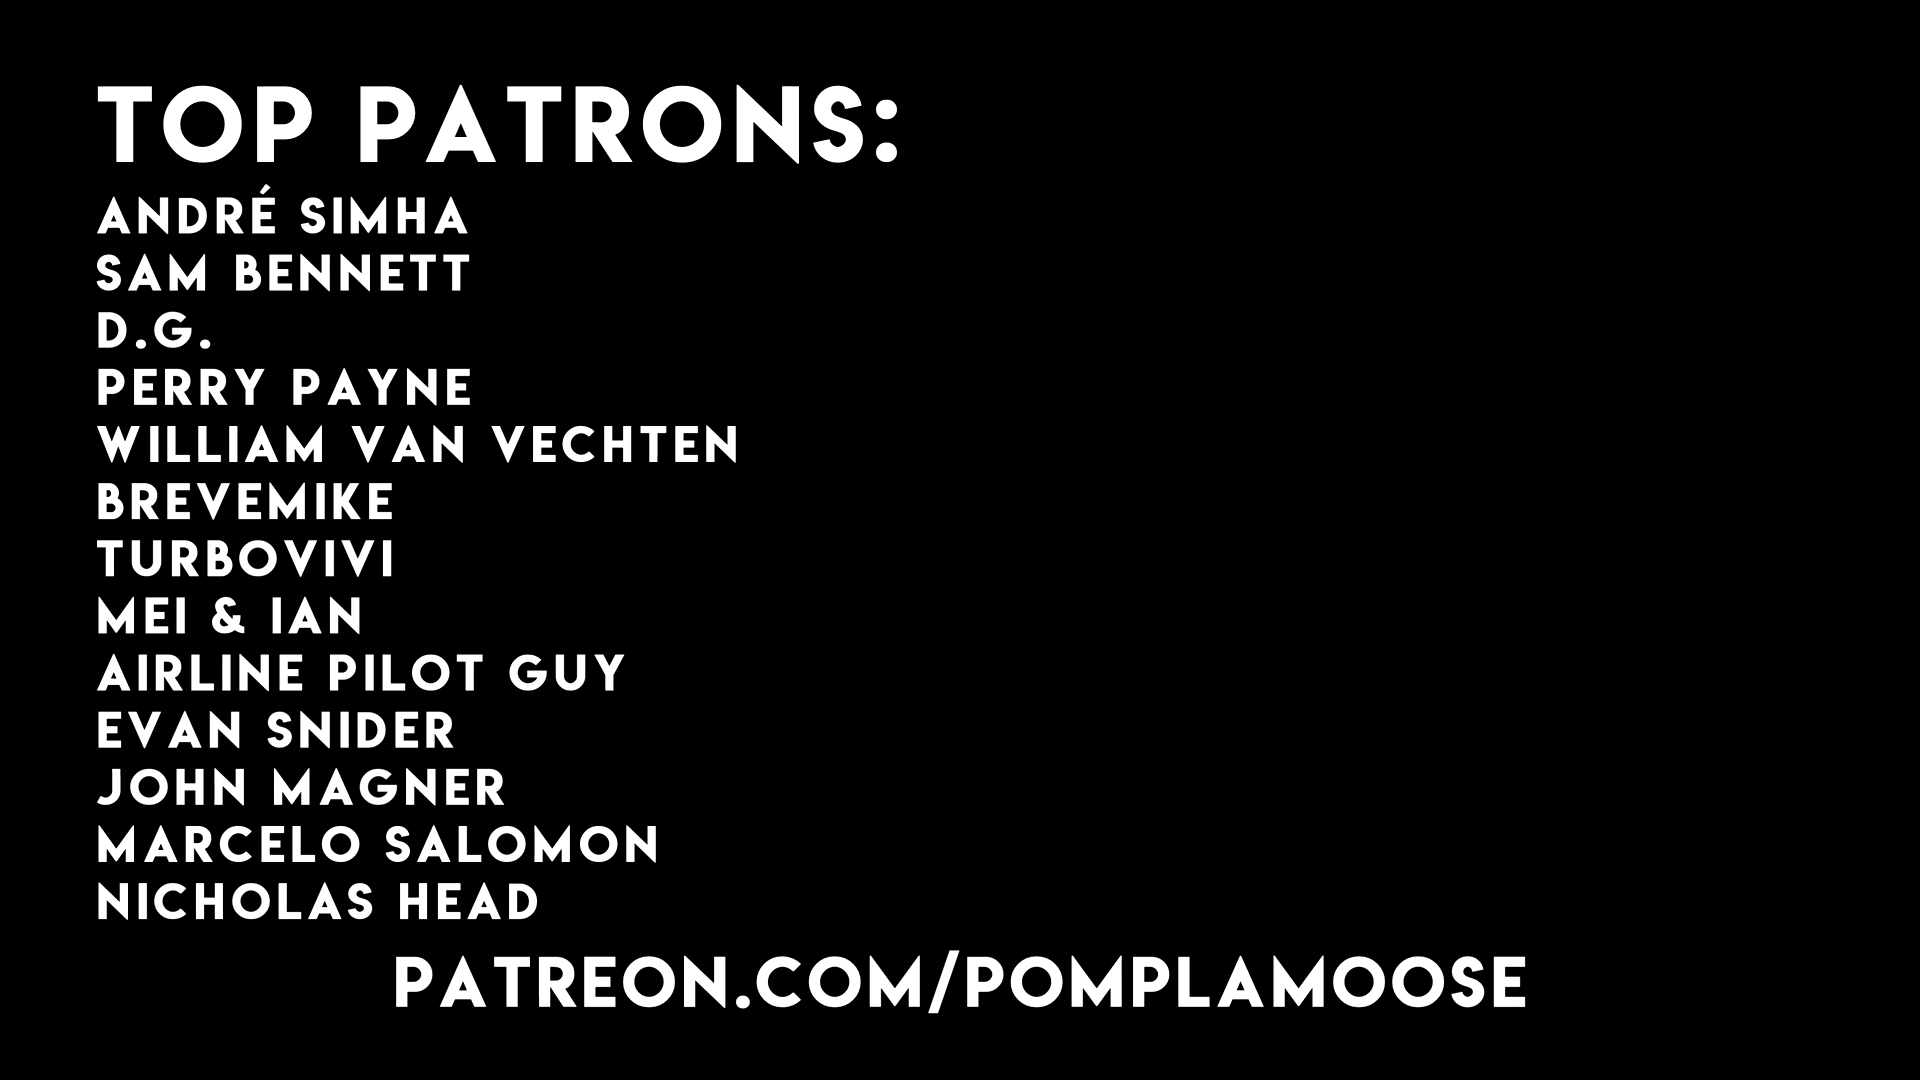 TOP PATRONS:
ANDRÉ SIMHA
SAM BENNETT
D.G.
PERRY PAYNE
WILLIAM VAN VECHTEN
BREVEMIKE
TURBOVIVI
MEI & IAN
AIRLINE PILOT GUY
EVAN SNIDER
JOHN MAGNER
MARCELO SALOMON
NICHOLAS HEAD
PATREON.COM/POMPLAMOOSE